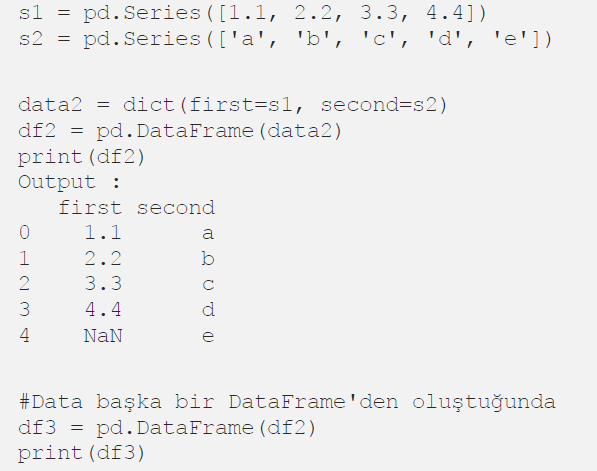 s1 = pd.Series([1.1, 2.2, 3.3, 4.4])
s2 = pd.Series(['a', 'b', 'c', 'd', 'e'])
data2 = dict(first=s1, second=s2)
df2 = pd.DataFrame(data2)
print(df2)
Output :
   first second
0    1.1      a
1    2.2      b
2    3.3      c
3    4.4      d
4    NaN      e
#Data başka bir DataFrame'den oluştuğunda
df3 = pd.DataFrame(df2)
print(df3)